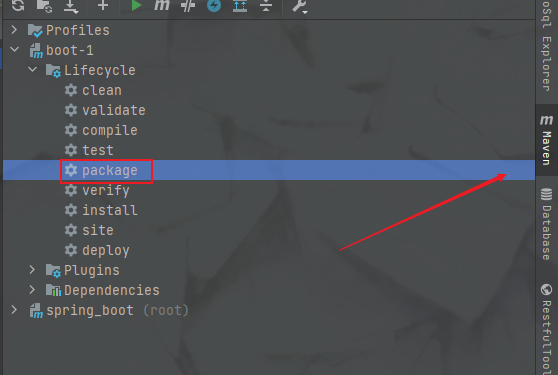 Profiles
boot-1
Lifecycle
clean
validate
compile
test
package
verify
install
site
deploy
Plugins
Dependencies
spring_boot (root)
oSql Explorer
m Maven
Database
RestfulTool